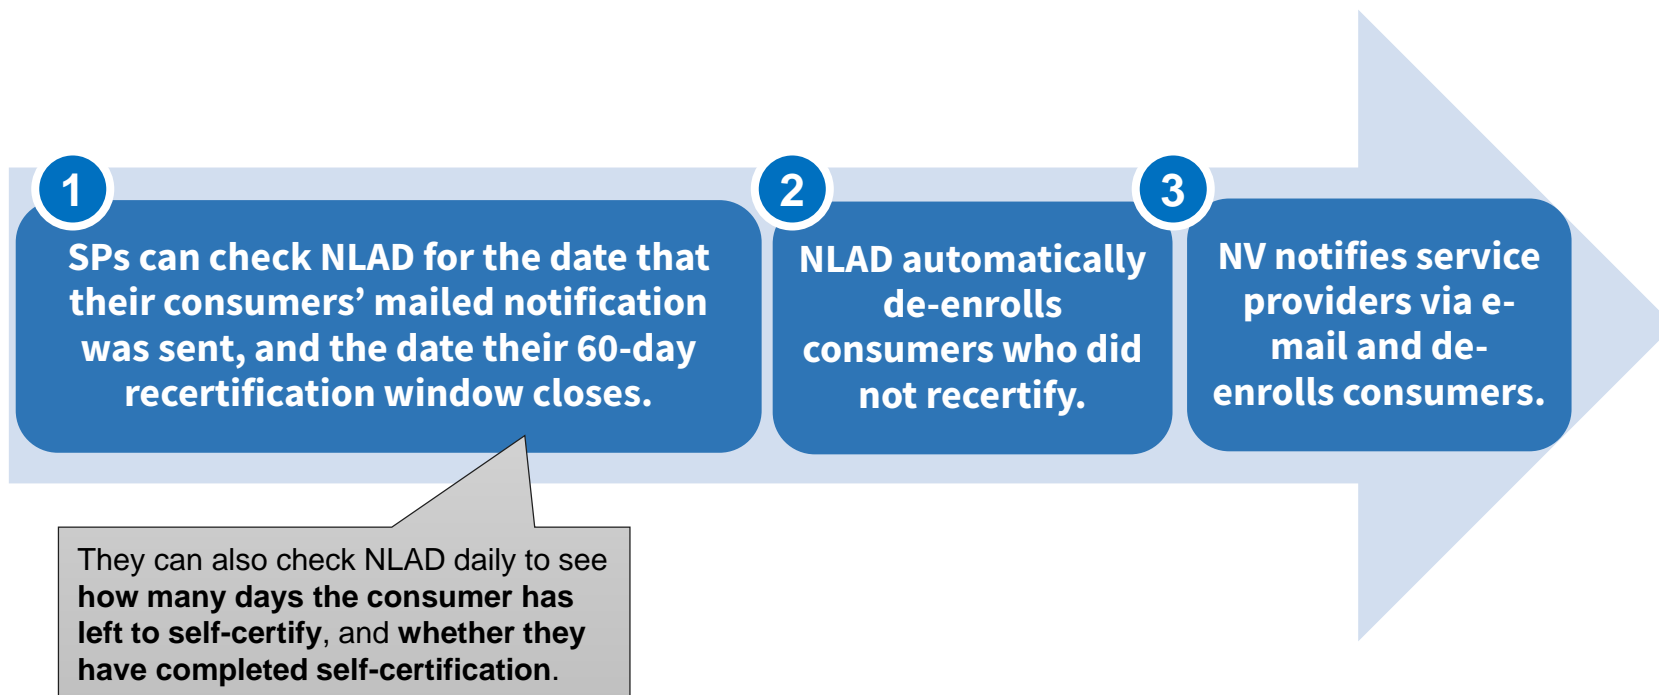 1
SPs can check NLAD for the date that
their consumers’ mailed notification
was sent, and the date their 60-day
recertification window closes.
2
NLAD automatically
de-enrolls
consumers who did
not recertify.
3
NV notifies service
providers via e-
mail and de-
enrolls consumers.
They can also check NLAD daily to see
how many days the consumer has
left to self-certify, and whether they
have completed self-certification.